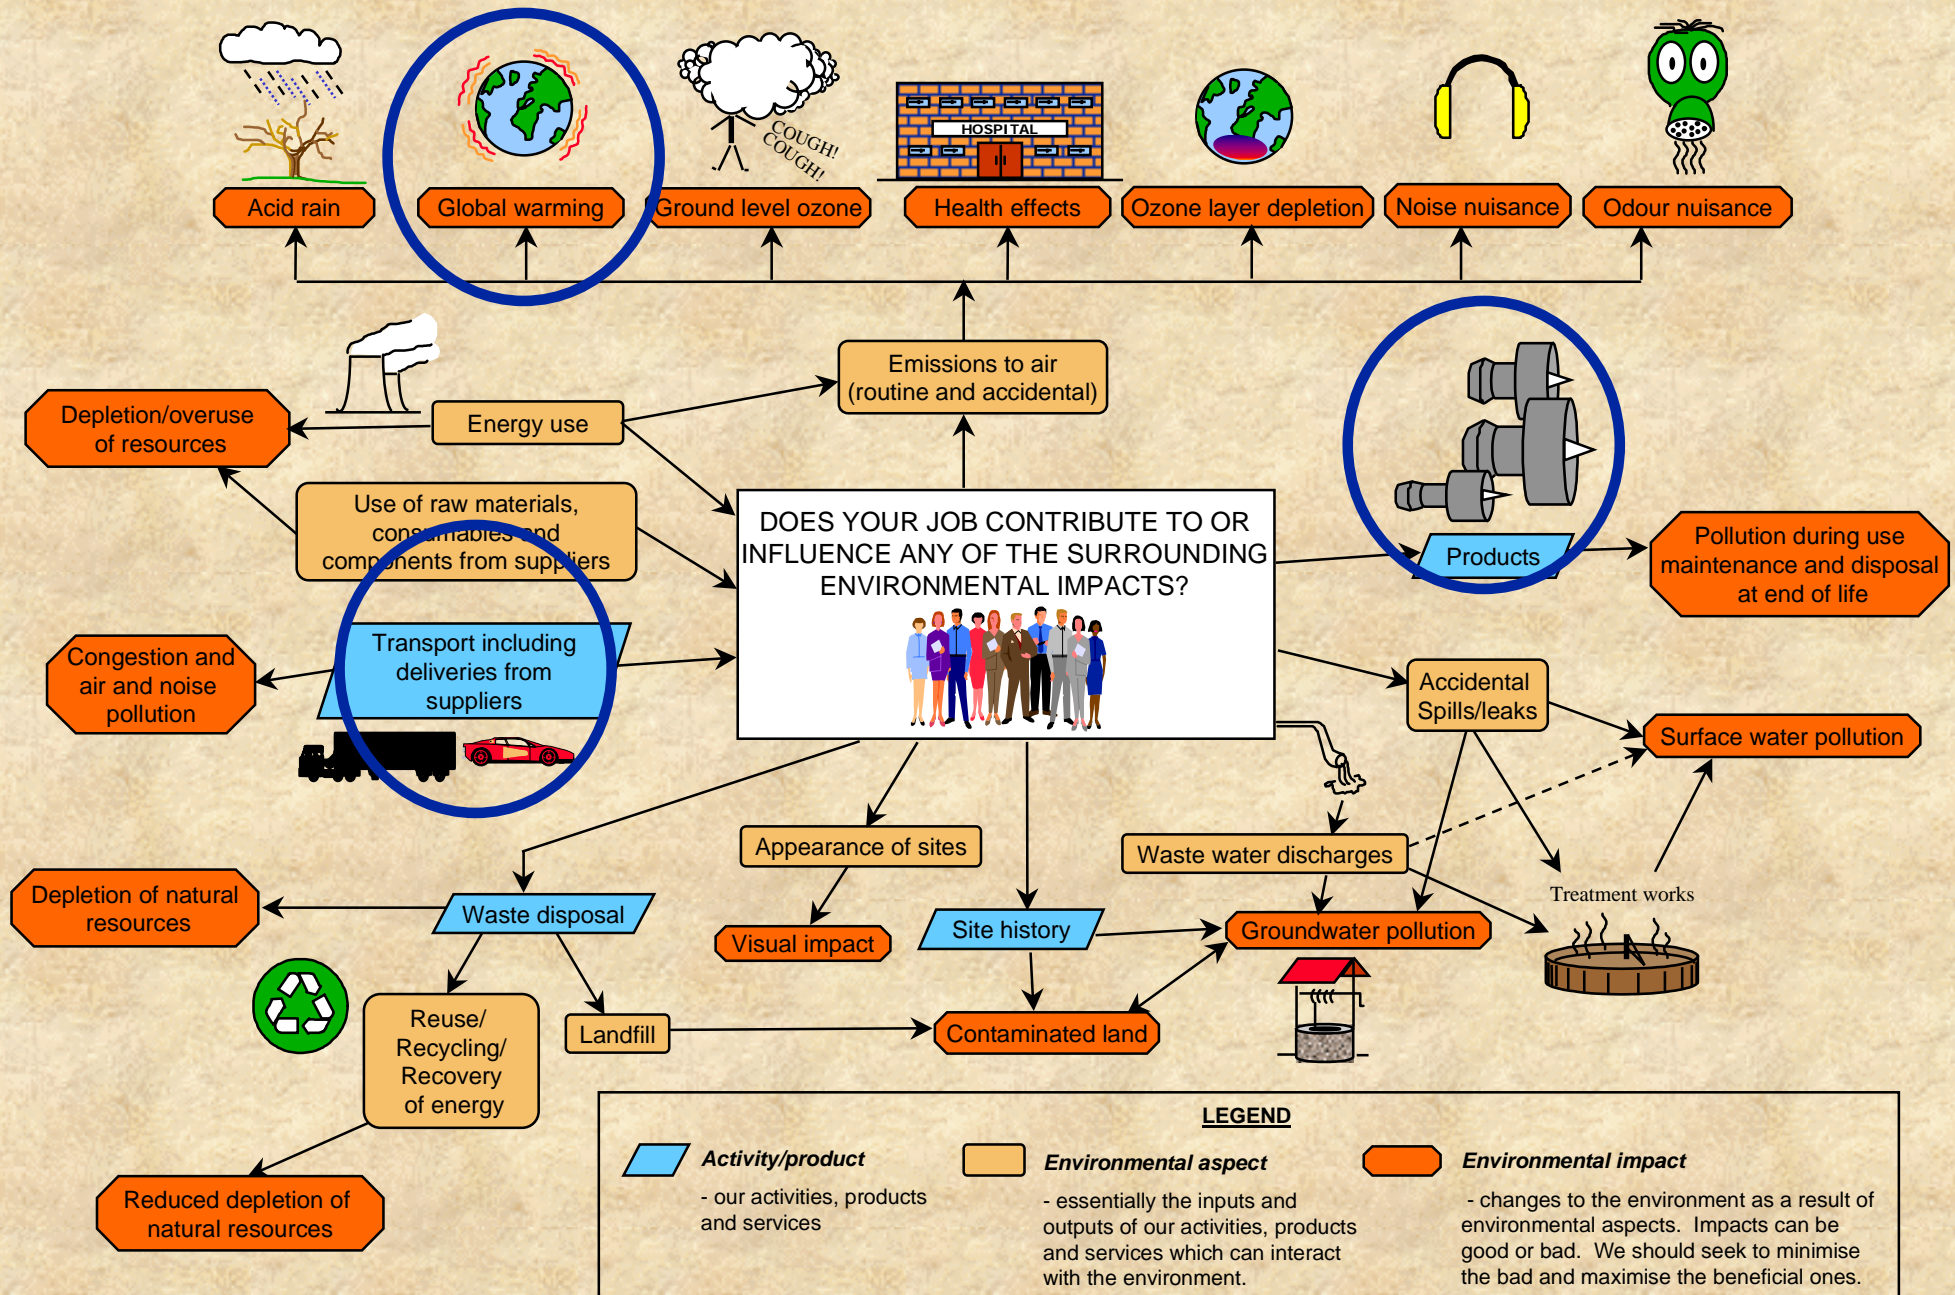 COUGH!
COUGH!
HOSPITAL
Acid rain
Global warming
Ground level ozone
Health effects
Ozone layer depletion
Noise nuisance
Odour nuisance
Emissions to air
(routine and accidental)
Depletion/overuse
of resources
Energy use
Use of raw materials,
consumables and
components from suppliers
DOES YOUR JOB CONTRIBUTE TO OR
INFLUENCE ANY OF THE SURROUNDING
ENVIRONMENTAL IMPACTS?
Products
Pollution during use
maintenance and disposal
at end of life
Congestion and
air and noise
pollution
Transport including
deliveries from
suppliers
Accidental
Spills/leaks
Surface water pollution
Appearance of sites
Waste water discharges
Treatment works
Depletion of natural
resources
Waste disposal
Visual impact
Site history
Groundwater pollution
Reuse/
Recycling/
Recovery
of energy
Landfill
Contaminated land
Reduced depletion of
natural resources
LEGEND
Activity/product
- our activities, products
and services
Environmental aspect
- essentially the inputs and
outputs of our activities, products
and services which can interact
with the environment.
Environmental impact
- changes to the environment as a result of
environmental aspects.  Impacts can be
good or bad.  We should seek to minimise
the bad and maximise the beneficial ones.